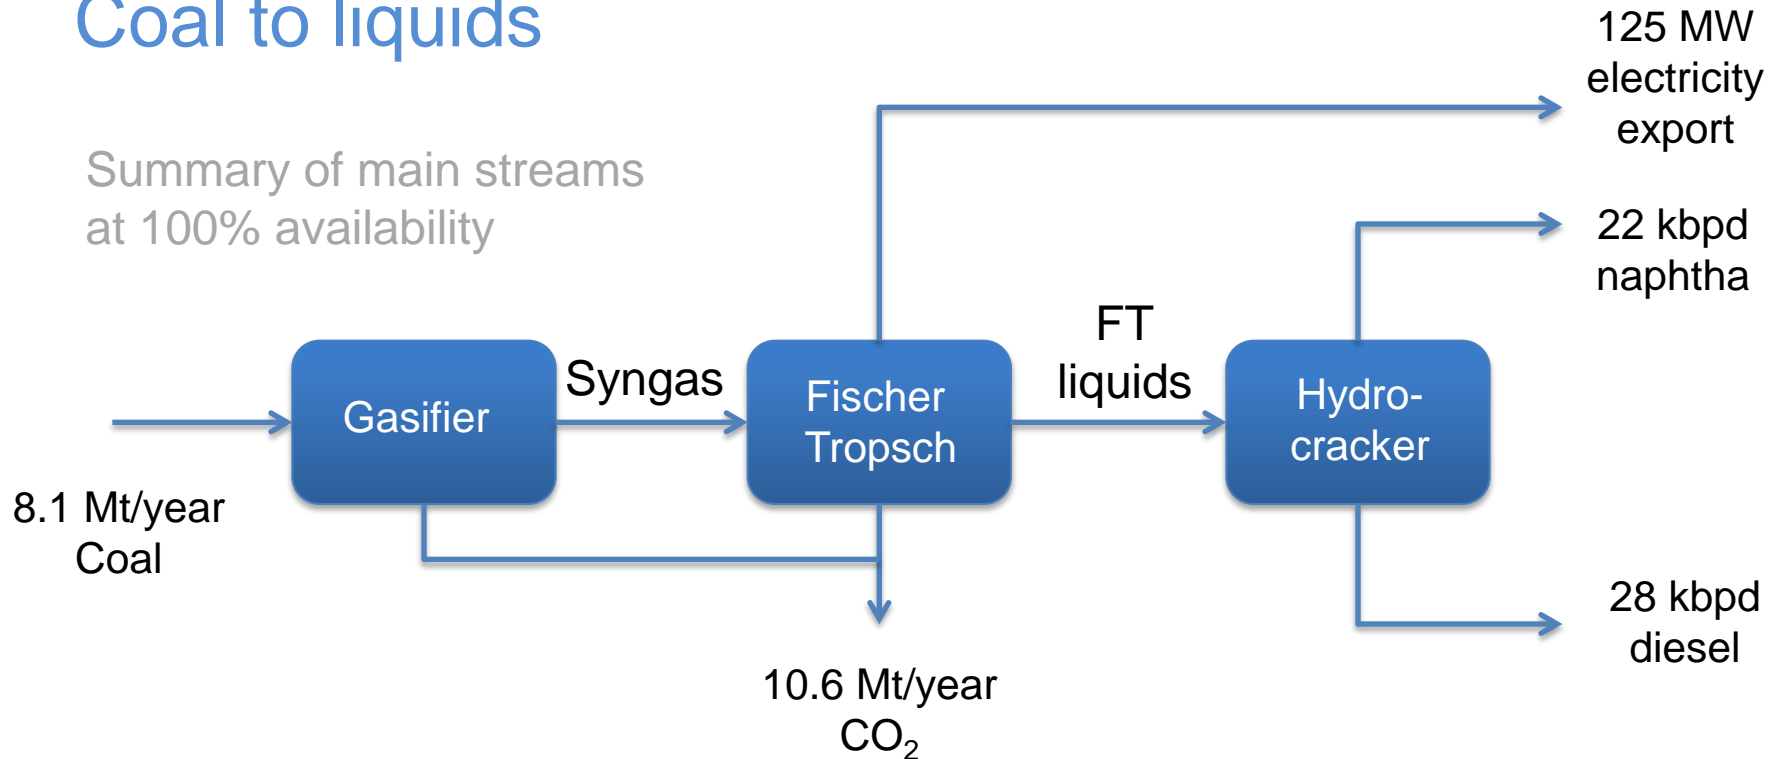 Coal to liquids
Summary of main streams
at 100% availability
125 MW
electricity
export
22 kbpd
naphtha
FT
liquids
Syngas
Gasifier
Fischer
Tropsch
Hydro-
cracker
8.1 Mt/year
Coal
10.6 Mt/year
CO₂
28 kbpd
diesel